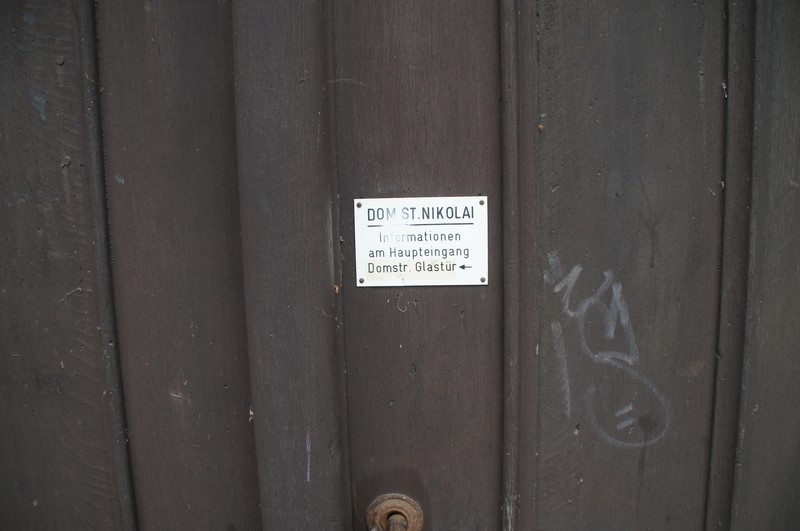 DOM ST. NIKOLAI
Informationen
am Haupteingang
Domstr. Glastür ←